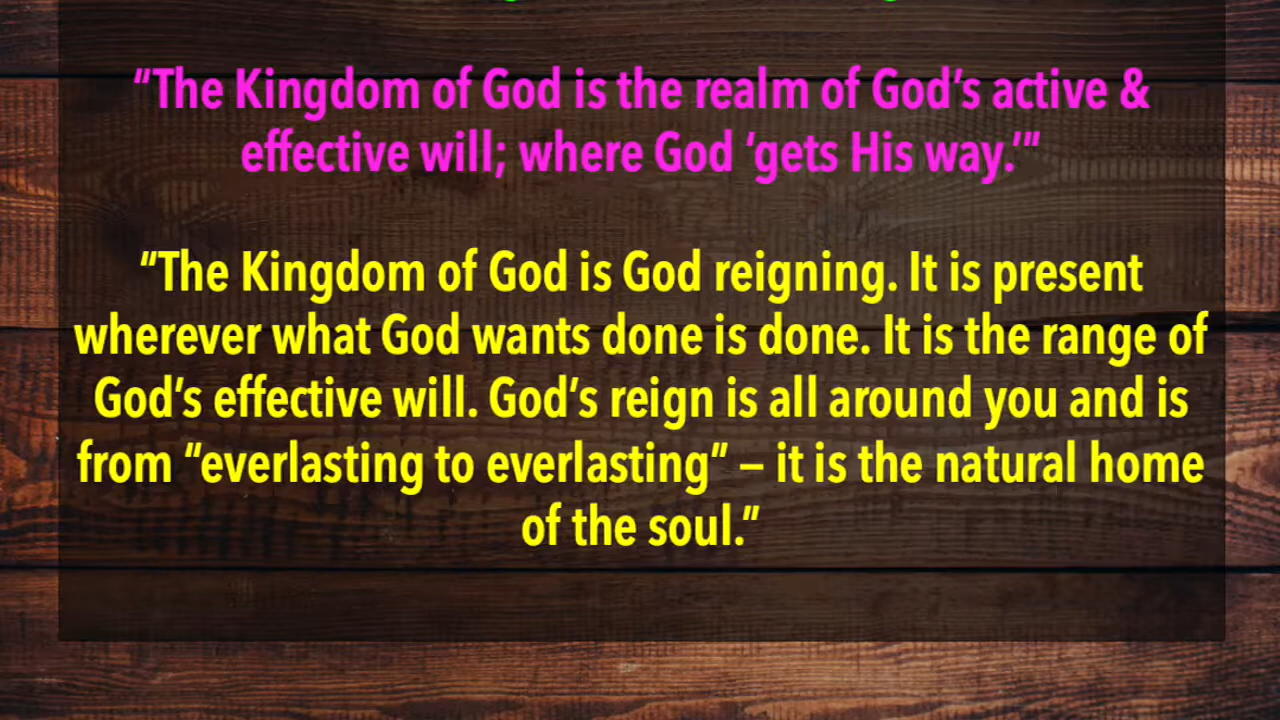 “The Kingdom of God is the realm of God’s active &
effective will; where God ‘gets His way.’”
“The Kingdom of God is God reigning. It is present
wherever what God wants done is done. It is the range of
God’s effective will. God’s reign is all around you and is
from “everlasting to everlasting” – it is the natural home
of the soul.”